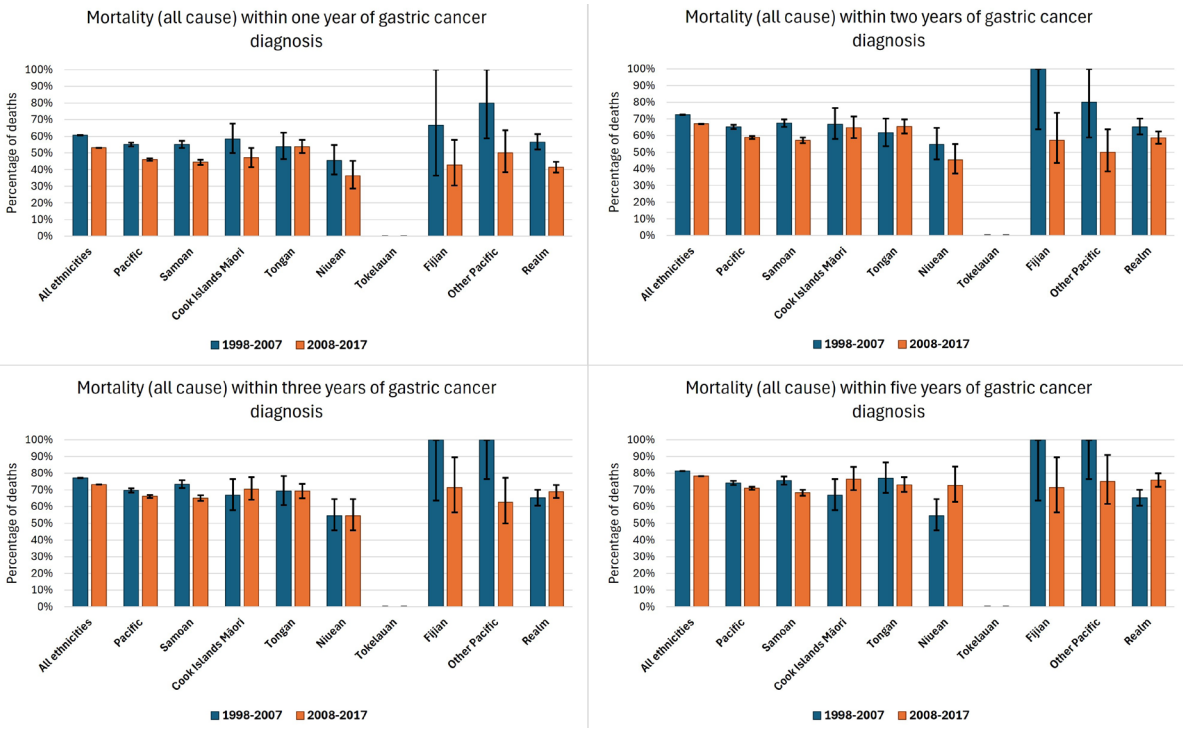 Mortality (all cause) within one year of gastric cancer
diagnosis
Percentage of deaths
100%
90%
80%
70%
60%
50%
40%
30%
20%
10%
0%
All ethnicities
Pacific
Samoan
Cook Islands Māori
Tongan
Niuean
Tokelauan
Fijian
Other Pacific
Realm
1998-2007 2008-2017
Mortality (all cause) within two years of gastric cancer
diagnosis
Percentage of deaths
100%
90%
80%
70%
60%
50%
40%
30%
20%
10%
0%
All ethnicities
Pacific
Samoan
Cook Islands Māori
Tongan
Niuean
Tokelauan
Fijian
Other Pacific
Realm
1998-2007 2008-2017
Mortality (all cause) within three years of gastric cancer
diagnosis
Percentage of deaths
100%
90%
80%
70%
60%
50%
40%
30%
20%
10%
0%
All ethnicities
Pacific
Samoan
Cook Islands Māori
Tongan
Niuean
Tokelauan
Fijian
Other Pacific
Realm
1998-2007 2008-2017
Mortality (all cause) within five years of gastric cancer
diagnosis
Percentage of deaths
100%
90%
80%
70%
60%
50%
40%
30%
20%
10%
0%
All ethnicities
Pacific
Samoan
Cook Islands Māori
Tongan
Niuean
Tokelauan
Fijian
Other Pacific
Realm
1998-2007 2008-2017